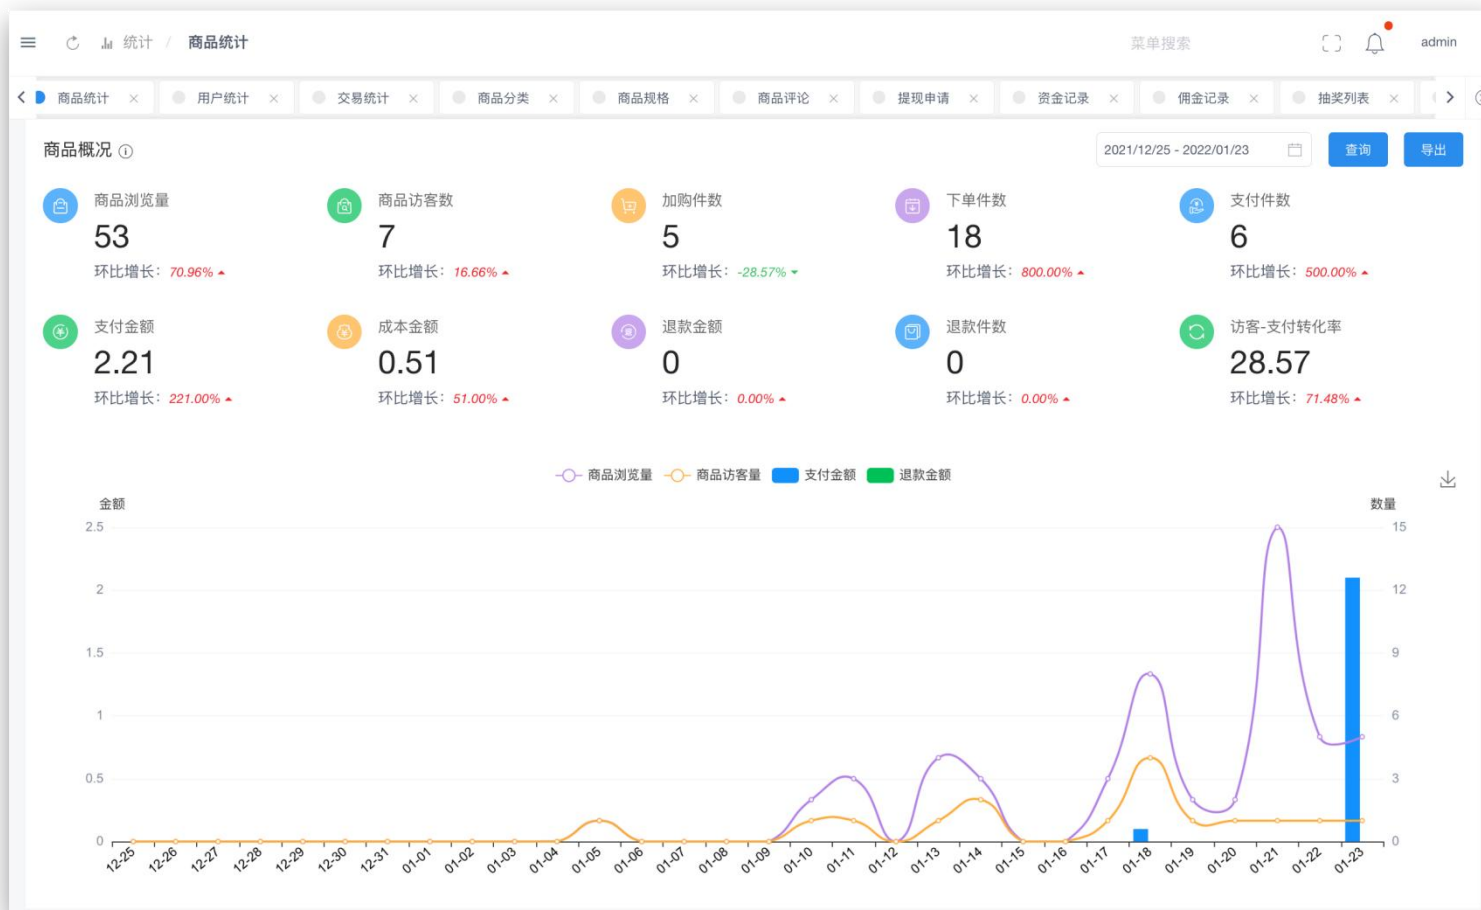 统计 / 商品统计 菜单搜索 admin
商品统计 × 用户统计 × 交易统计 × 商品分类 × 商品规格 × 商品评论 × 提现申请 × 资金记录 × 佣金记录 × 抽奖列表 ×
商品概况 2021/12/25 - 2022/01/23 查询 导出
商品浏览量 商品访客数 加购件数 下单件数 支付件数
53 7 5 18 6
环比增长：70.96% 环比增长：16.66% 环比增长：-28.57% 环比增长：800.00% 环比增长：500.00%
支付金额 成本金额 退款金额 退款件数 访客-支付转化率
2.21 0.51 0 0 28.57
环比增长：221.00% 环比增长：51.00% 环比增长：0.00% 环比增长：0.00% 环比增长：71.48%
商品浏览量 商品访客量 支付金额 退款金额
金额 数量
2.5 15
2 12
1.5 9
1 6
0.5 3
0 0
12-25 12-26 12-27 12-28 12-29 12-30 12-31 01-01 01-02 01-03 01-04 01-05 01-06 01-07 01-08 01-09 01-10 01-11 01-12 01-13 01-14 01-15 01-16 01-17 01-18 01-19 01-20 01-21 01-22 01-23